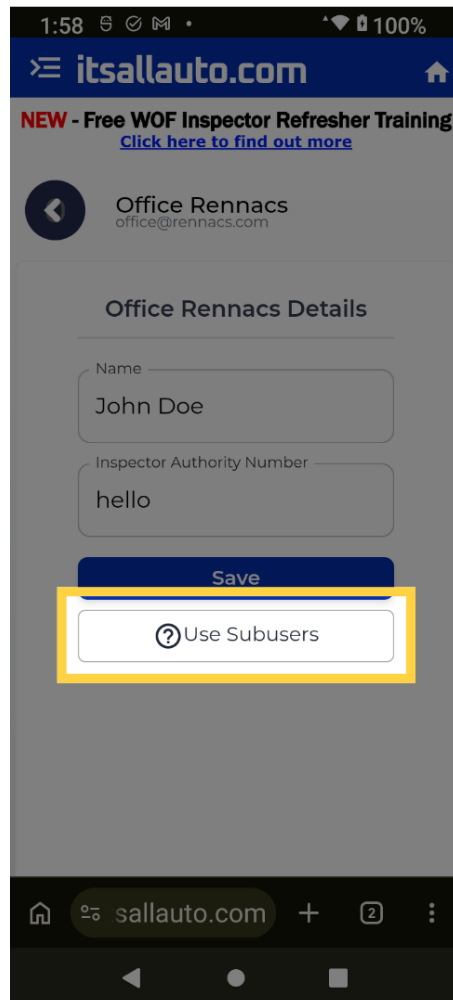 1:58
100%
itsallauto.com
NEW - Free WOF Inspector Refresher Training
Click here to find out more
Office Rennacs
office@rennacs.com
Office Rennacs Details
Name
John Doe
Inspector Authority Number
hello
Save
Use Subusers
sallauto.com
2